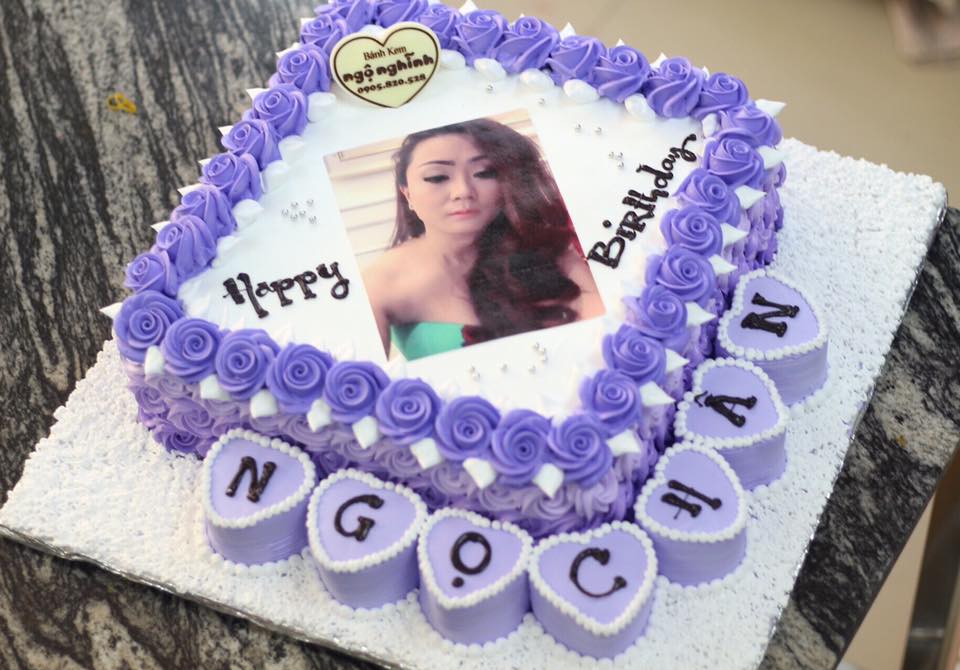 Bánh Kem
ngộ nghĩnh
0905.820.528
Happy
Birthday
NGỌC HÂN